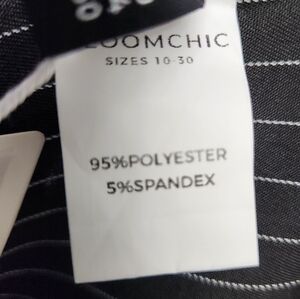 LOOMCHIC
SIZES 10-30
95%POLYESTER
5%SPANDEX